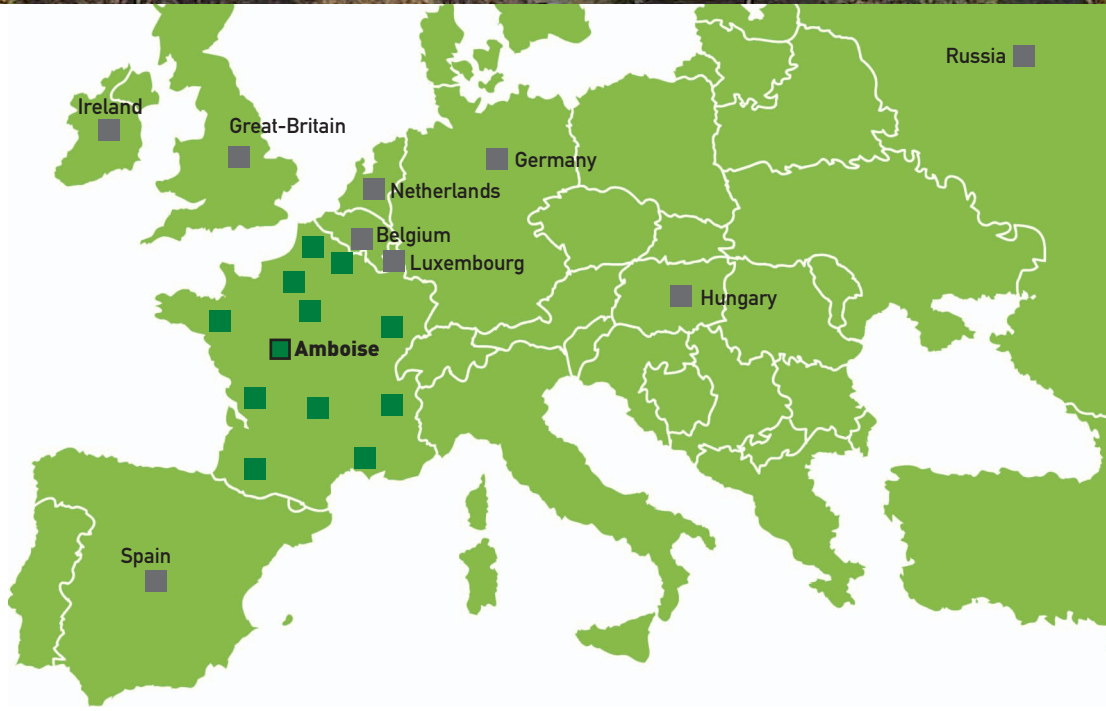 Russia
Ireland
Great-Britain
Germany
Netherlands
Belgium
Luxembourg
Hungary
Amboise
Spain